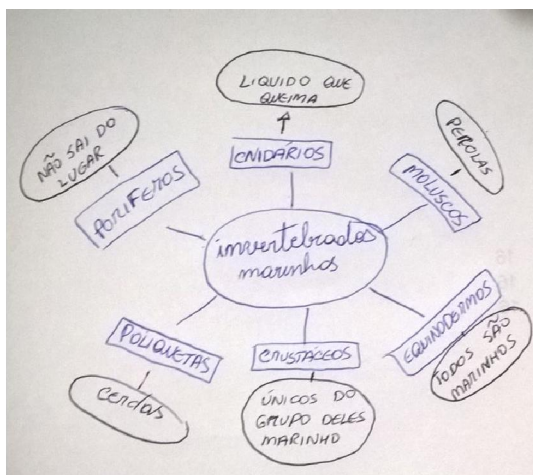 LIQUIDO QUE
QUEIMA
CNIDÁRIOS
NÃO SAI DO
LUGAR
PORIFEROS
PEROLAS
MOLUSCOS
invertebrados
marinhos
POLIQUETAS
cerdas
CRUSTÁCEOS
ÚNICOS DO
GRUPO DELES
MARINHO
EQUINODERMOS
TODOS SÃO
MARINHOS